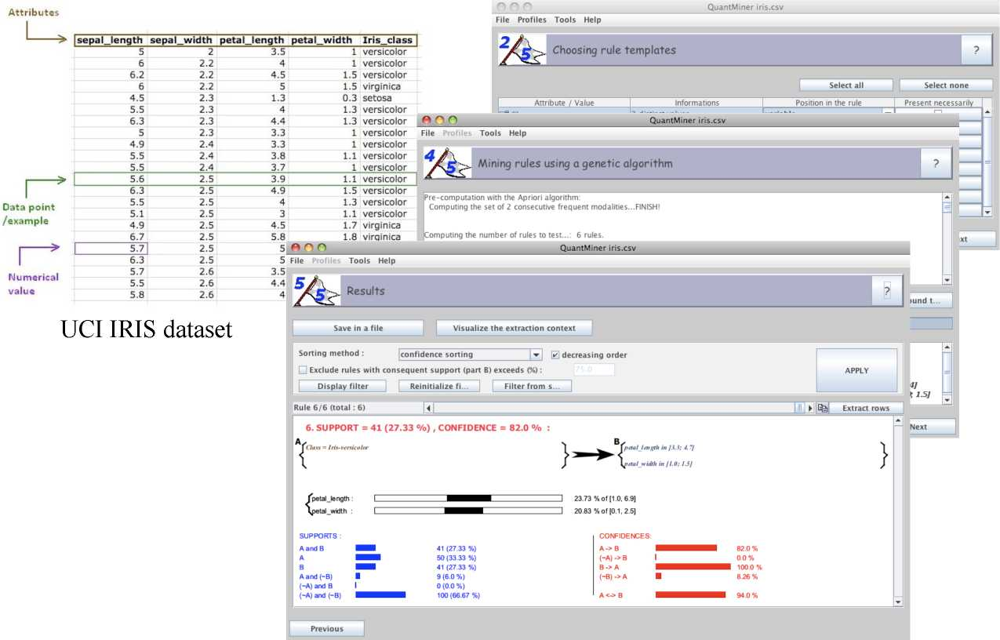 Attributes
sepal_length sepal_width petal_length petal_width Iris_class
5 2 3.5 1 versicolor
6 2.2 4 1 versicolor
6.2 2.2 4.5 1.5 versicolor
6 2.2 5 1.5 virginica
4.5 2.3 1.3 0.3 setosa
5.5 2.3 4 1.3 versicolor
6.3 2.3 4.4 1.3 versicolor
5 2.3 3.3 1 versicolor
4.9 2.4 3.3 1 versicolor
5.5 2.4 3.8 1.1 versicolor
5.5 2.4 3.7 1 versicolor
5.6 2.5 3.9 1.1 versicolor
6.3 2.5 4.9 1.5 versicolor
5.5 2.5 4 1.3 versicolor
5.1 2.5 3 1.1 versicolor
4.9 2.5 4.5 1.7 virginica
6.7 2.5 5.8 1.8 virginica
5.7 2.5 5
6.3 2.5 5
5.7 2.6 3.5
5.5 2.6 4.4
5.8 2.6 4
Data point
/example
Numerical
value
UCI IRIS dataset
QuantMiner iris.csv
File Profiles Tools Help
2 5 Choosing rule templates ?
Select all Select none
Attribute / Value Informations Position in the rule Present necessarily
QuantMiner iris.csv
File Profiles Tools Help
4 5 Mining rules using a genetic algorithm ?
Pre-computation with the Apriori algorithm:
Computing the set of 2 consecutive frequent modalities...FINISH!
Computing the number of rules to test...: 6 rules.
xt
ound t...
4]
; 1.5]
Next
QuantMiner iris.csv
File Profiles Tools Help
5 5 Results ?
Save in a file Visualize the extraction context
Sorting method : confidence sorting decreasing order
Exclude rules with consequent support (part B) exceeds (%) : 75.0
APPLY
Display filter Reinitialize fi... Filter from s...
Rule 6/6 (total : 6) Extract rows
6. SUPPORT = 41 (27.33 %) , CONFIDENCE = 82.0 % :
A Class = Iris-versicolor B petal_length in [3.3; 4.7]
petal_width in [1.0; 1.5]
petal_length : 23.73 % of [1.0, 6.9]
petal_width : 20.83 % of [0.1, 2.5]
SUPPORTS :
A and B 41 (27.33 %)
A 50 (33.33 %)
B 41 (27.33 %)
A and (~B) 9 (6.0 %)
(~A) and B 0 (0.0 %)
(~A) and (~B) 100 (66.67 %)
CONFIDENCES:
A -> B 82.0 %
(~A) -> B 0.0 %
B -> A 100.0 %
(~B) -> A 8.26 %
A <-> B 94.0 %
Previous